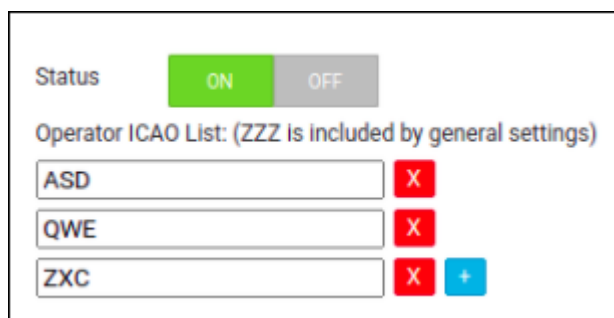 Status ON OFF
Operator ICAO List: (ZZZ is included by general settings)
ASD X
QWE X
ZXC X +